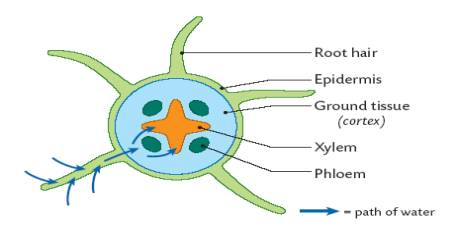 Root hair
Epidermis
Ground tissue
(cortex)
Xylem
Phloem
= path of water